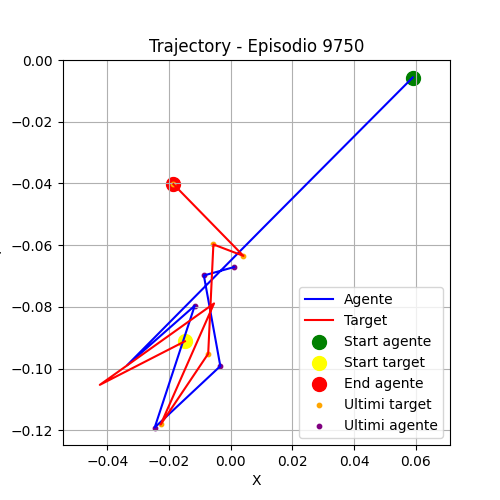 Trajectory - Episodio 9750
0.00
−0.02
−0.04
−0.06
−0.08
−0.10
−0.12
−0.04
−0.02
0.00
0.02
0.04
0.06
X
Agente
Target
Start agente
Start target
End agente
Ultimi target
Ultimi agente